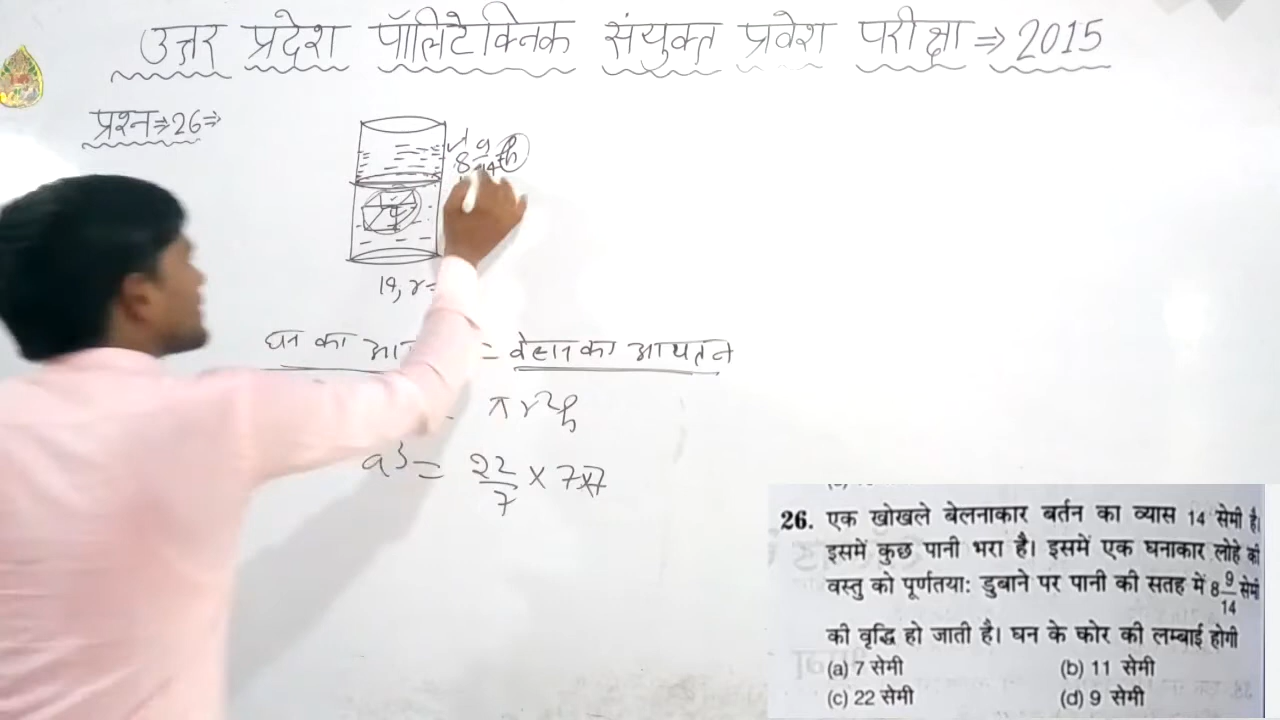 उत्तर प्रदेश पॉलिटेक्निक संयुक्त प्रवेश परीक्षा ⇒ 2015
प्रश्न⇒26⇒
8 9/14 = h
19, r=
घन का = बेलन का आयतन
πr²h
a³ = 22/7 × 7×7
26. एक खोखले बेलनाकार बर्तन का व्यास 14 सेमी है।
इसमें कुछ पानी भरा है। इसमें एक घनाकार लोहे की
वस्तु को पूर्णतया: डुबाने पर पानी की सतह में 8 9/14 सेमी
की वृद्धि हो जाती है। घन के कोर की लम्बाई होगी
(a) 7 सेमी (b) 11 सेमी
(c) 22 सेमी (d) 9 सेमी